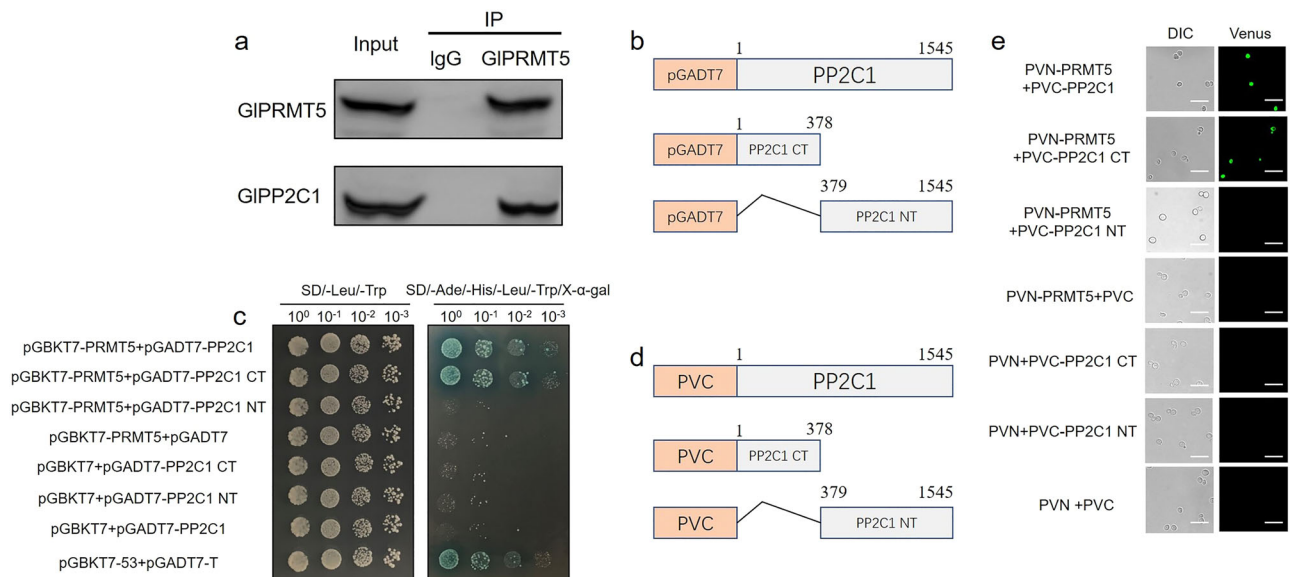 a
Input
IP
IgG
GlPRMT5
GlPRMT5
GlPP2C1
b
1
1545
pGADT7
PP2C1
1
378
pGADT7
PP2C1 CT
379
1545
pGADT7
PP2C1 NT
c
SD/-Leu/-Trp
SD/-Ade/-His/-Leu/-Trp/X-α-gal
10⁰ 10⁻¹ 10⁻² 10⁻³
10⁰ 10⁻¹ 10⁻² 10⁻³
pGBKT7-PRMT5+pGADT7-PP2C1
pGBKT7-PRMT5+pGADT7-PP2C1 CT
pGBKT7-PRMT5+pGADT7-PP2C1 NT
pGBKT7-PRMT5+pGADT7
pGBKT7+pGADT7-PP2C1 CT
pGBKT7+pGADT7-PP2C1 NT
pGBKT7+pGADT7-PP2C1
pGBKT7-53+pGADT7-T
d
1
1545
PVC
PP2C1
1
378
PVC
PP2C1 CT
379
1545
PVC
PP2C1 NT
e
DIC
Venus
PVN-PRMT5
+PVC-PP2C1
PVN-PRMT5
+PVC-PP2C1 CT
PVN-PRMT5
+PVC-PP2C1 NT
PVN-PRMT5+PVC
PVN+PVC-PP2C1 CT
PVN+PVC-PP2C1 NT
PVN +PVC